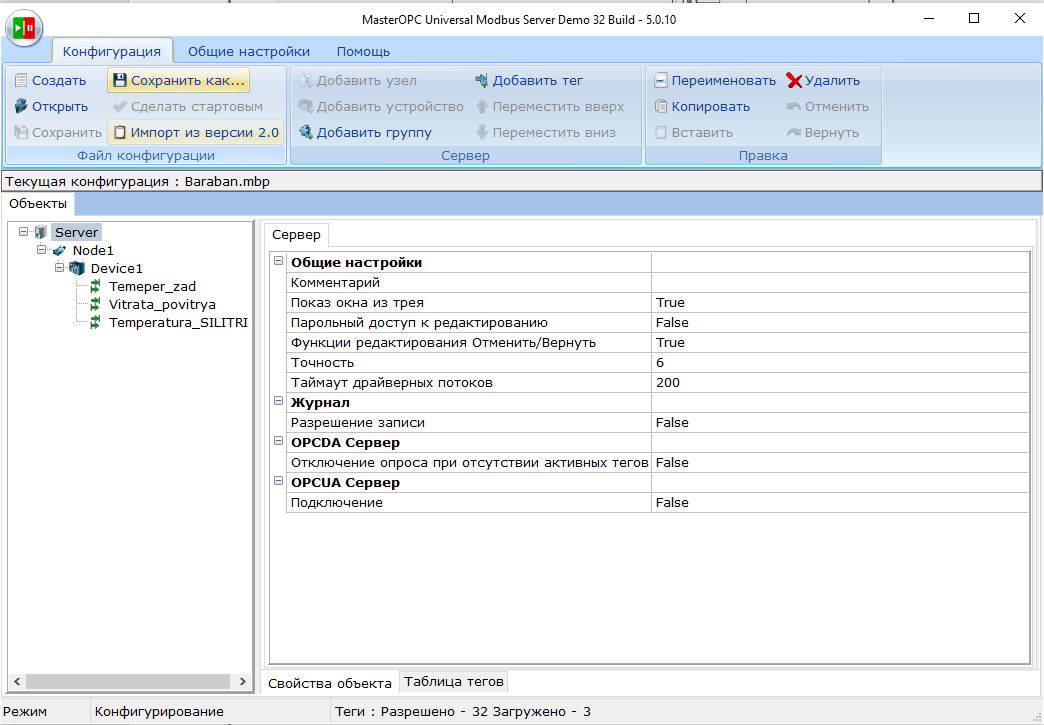 MasterOPC Universal Modbus Server Demo 32 Build - 5.0.10
Конфигурация Общие настройки Помощь
Создать Сохранить как... Добавить узел Добавить тег Переименовать Удалить
Открыть Сделать стартовым Добавить устройство Переместить вверх Копировать Отменить
Сохранить Импорт из версии 2.0 Добавить группу Переместить вниз Вставить Вернуть
Файл конфигурации Сервер Правка
Текущая конфигурация : Baraban.mbp
Объекты
Server
Node1
Device1
Temeper_zad
Vitrata_povitrya
Temperatura_SILITRI
Сервер
Общие настройки
Комментарий
Показ окна из трея True
Парольный доступ к редактированию False
Функции редактирования Отменить/Вернуть True
Точность 6
Таймаут драйверных потоков 200
Журнал
Разрешение записи False
OPCDA Сервер
Отключение опроса при отсутствии активных тегов False
OPCUA Сервер
Подключение False
Свойства объекта Таблица тегов
Режим Конфигурирование Теги : Разрешено - 32 Загружено - 3